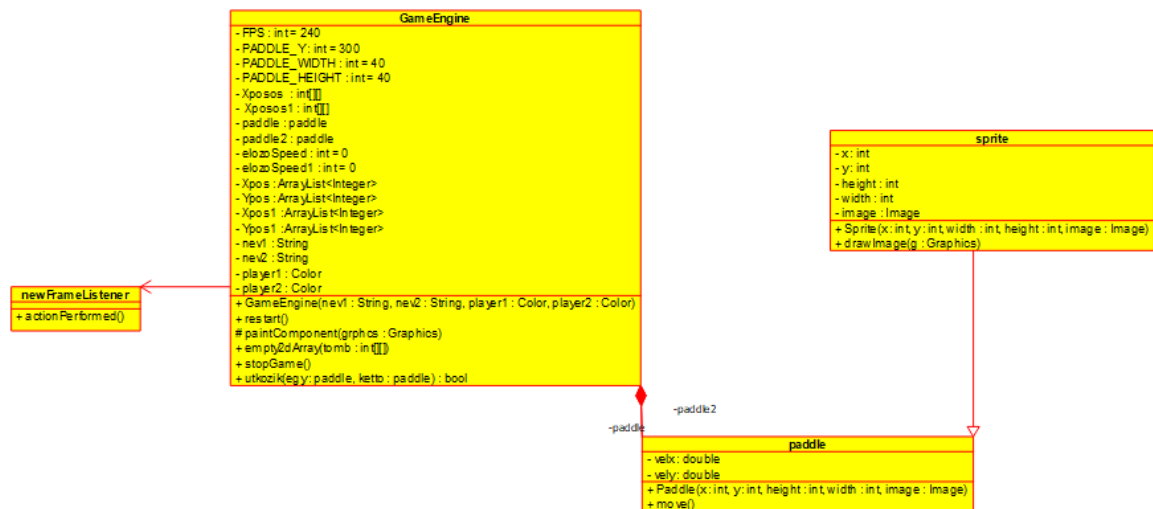 GameEngine
- FPS : int = 240
- PADDLE_Y: int = 300
- PADDLE_WIDTH : int = 40
- PADDLE_HEIGHT : int = 40
- Xposos : int[][]
- Xposos1 : int[][]
- paddle : paddle
- paddle2 : paddle
- elozoSpeed : int = 0
- elozoSpeed1 : int = 0
- Xpos : ArrayList<Integer>
- Ypos : ArrayList<Integer>
- Xpos1 : ArrayList<Integer>
- Ypos1 : ArrayList<Integer>
- nev1 : String
- nev2 : String
- player1 : Color
- player2 : Color
+ GameEngine(nev1 : String, nev2 : String, player1 : Color, player2 : Color)
+ restart()
# paintComponent(grphcs : Graphics)
+ empty2dArray(tomb : int[][])
+ stopGame()
+ utkozik(egy: paddle, ketto : paddle) : bool
newFrameListener
+ actionPerformed()
sprite
- x: int
- y: int
- height : int
- width : int
- image : Image
+ Sprite(x: int, y: int, width : int, height : int, image : Image)
+ drawImage(g : Graphics)
-paddle2
-paddle
paddle
- velx: double
- vely: double
+ Paddle(x: int, y: int, height : int, width : int, image : Image)
+ move()